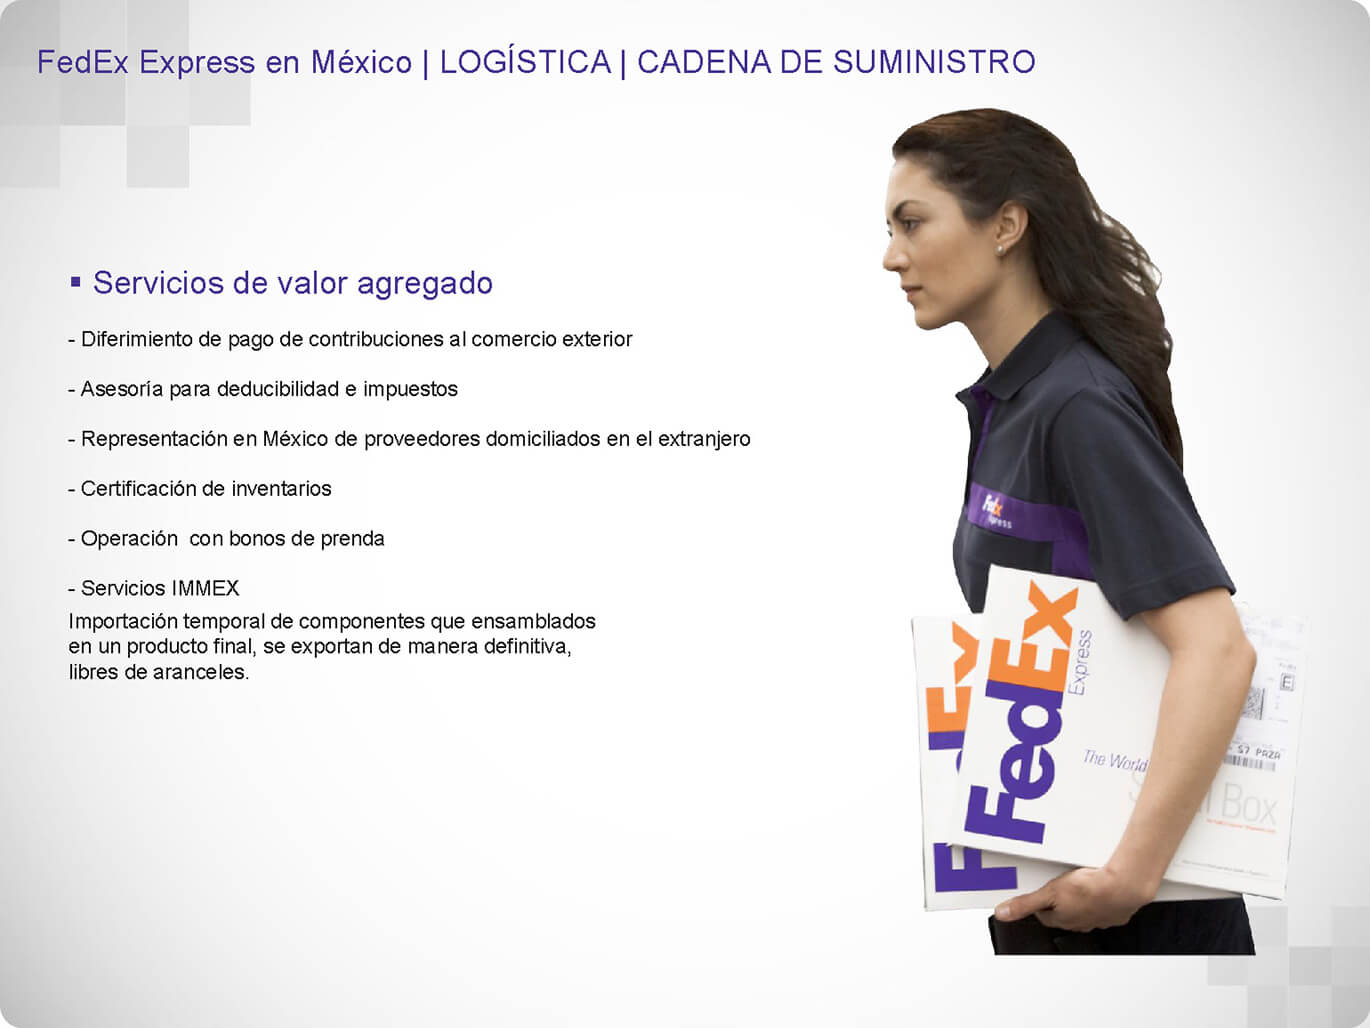 FedEx Express en México | LOGÍSTICA | CADENA DE SUMINISTRO
▪ Servicios de valor agregado
- Diferimiento de pago de contribuciones al comercio exterior
- Asesoría para deducibilidad e impuestos
- Representación en México de proveedores domiciliados en el extranjero
- Certificación de inventarios
- Operación  con bonos de prenda
- Servicios IMMEX
Importación temporal de componentes que ensamblados
en un producto final, se exportan de manera definitiva,
libres de aranceles.
FedEx
Express
FedEx
Express
The World
Box
E
57 PAZA